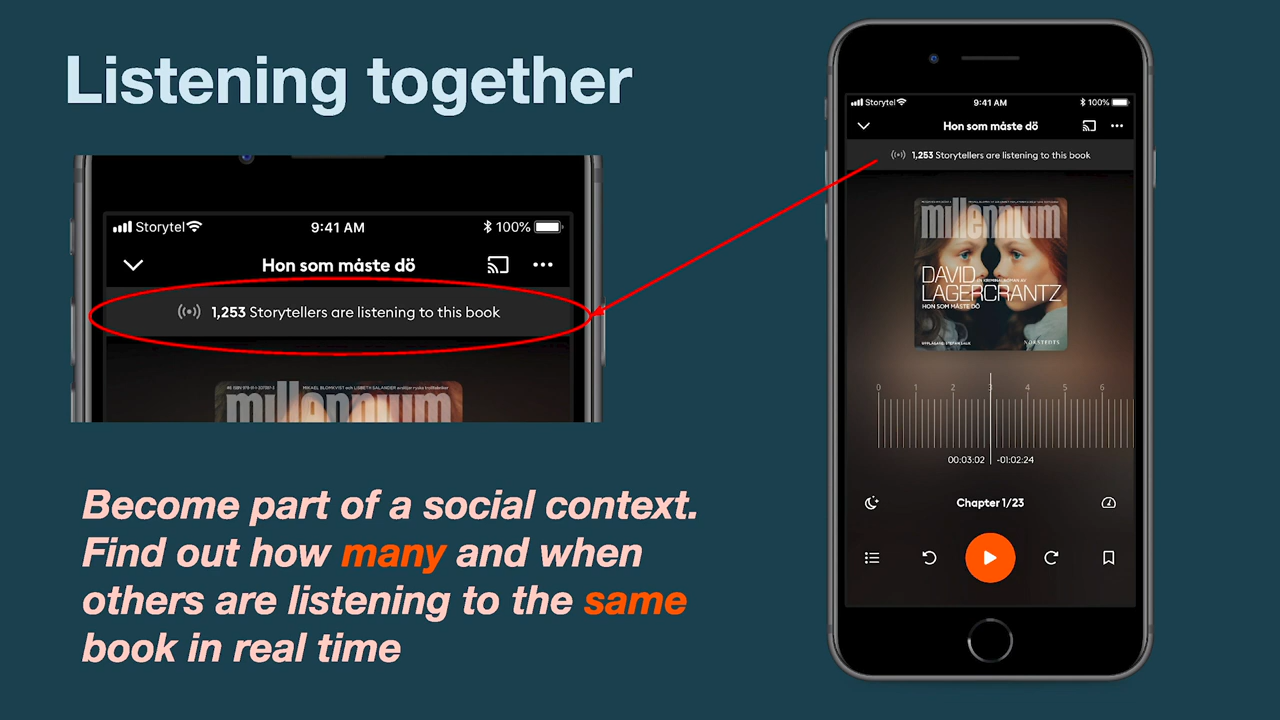 Listening together
Storytel
9:41 AM
100%
Hon som måste dö
1,253 Storytellers are listening to this book
millennium
Become part of a social context.
Find out how many and when
others are listening to the same
book in real time
Storytel
9:41 AM
100%
Hon som måste dö
1,253 Storytellers are listening to this book
millennium
DAVID
LAGERCRANTZ
HON SOM MÅSTE DÖ
NORSTEDTS
0 1 2 3 4 5 6
00:03:02 -01:02:24
Chapter 1/23